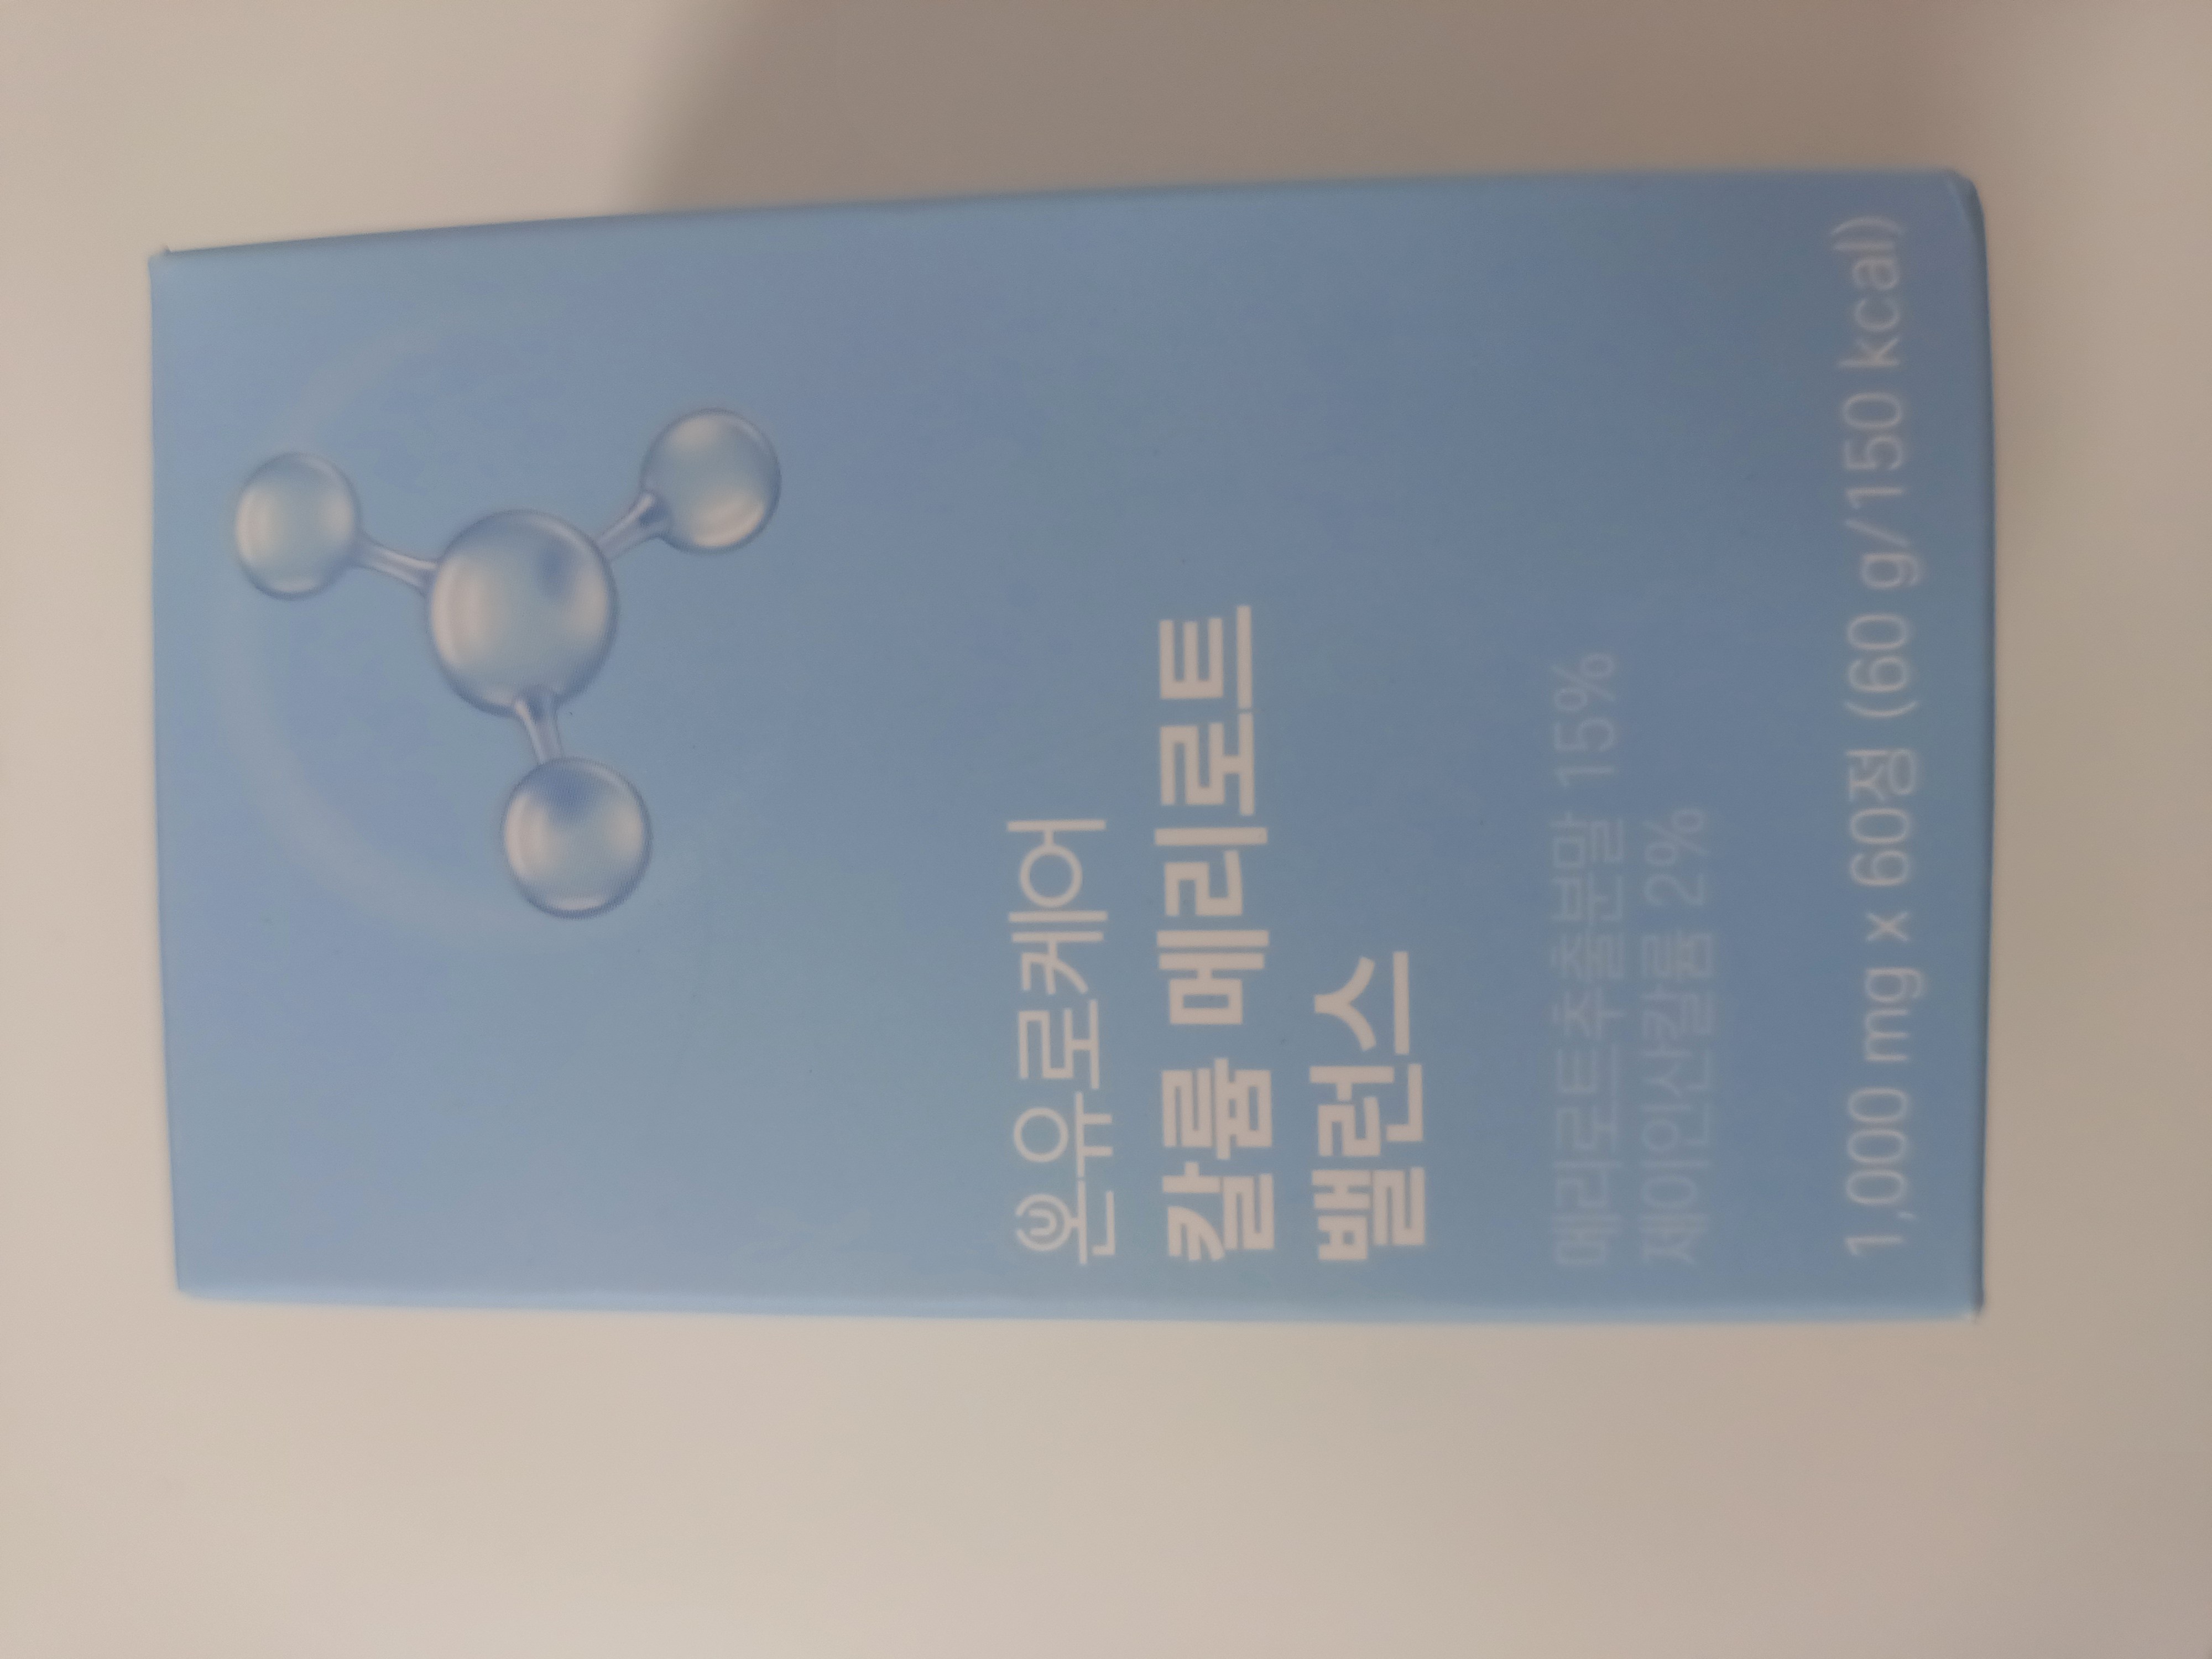 온유로케어
칼륨 메리로트
밸런스
메리로트추출분말 15%
제이인산칼륨 2%
1,000 mg x 60정 (60 g/150 kcal)